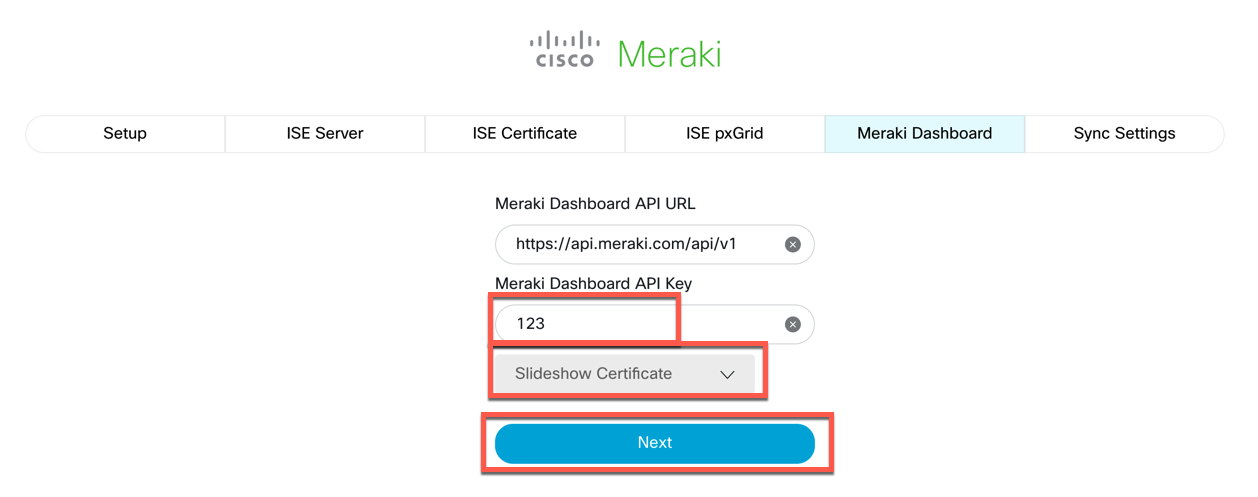 cisco Meraki
Setup ISE Server ISE Certificate ISE pxGrid Meraki Dashboard Sync Settings
Meraki Dashboard API URL
https://api.meraki.com/api/v1
Meraki Dashboard API Key
123
Slideshow Certificate
Next